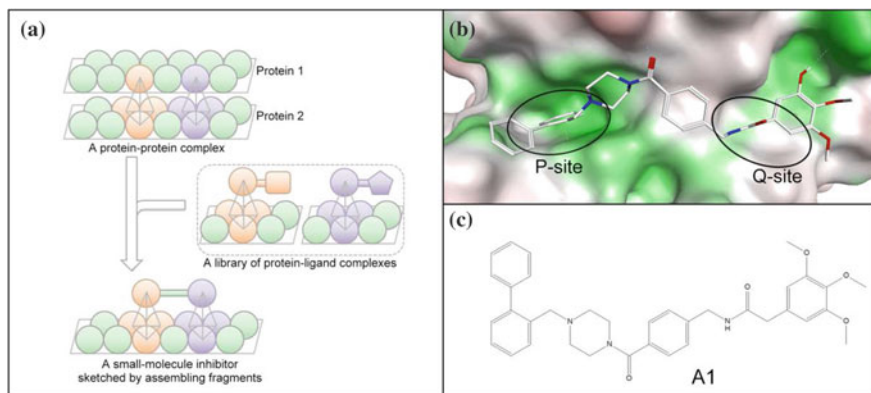 (a)
Protein 1
Protein 2
A protein-protein complex
A library of protein-ligand complexes
A small-molecule inhibitor
sketched by assembling fragments
(b)
P-site
Q-site
(c)
N
N
O
N
H
O
O
O
O
A1